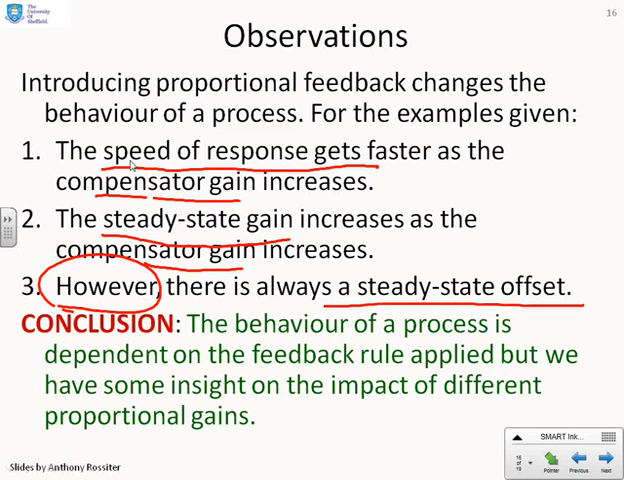 The
University
Of
Sheffield.
16
Observations
Introducing proportional feedback changes the
behaviour of a process. For the examples given:
1. The speed of response gets faster as the
compensator gain increases.
2. The steady-state gain increases as the
compensator gain increases.
3. However, there is always a steady-state offset.
CONCLUSION: The behaviour of a process is
dependent on the feedback rule applied but we
have some insight on the impact of different
proportional gains.
SMART Ink...
16
of
19
Pointer
Previous
Next
Slides by Anthony Rossiter